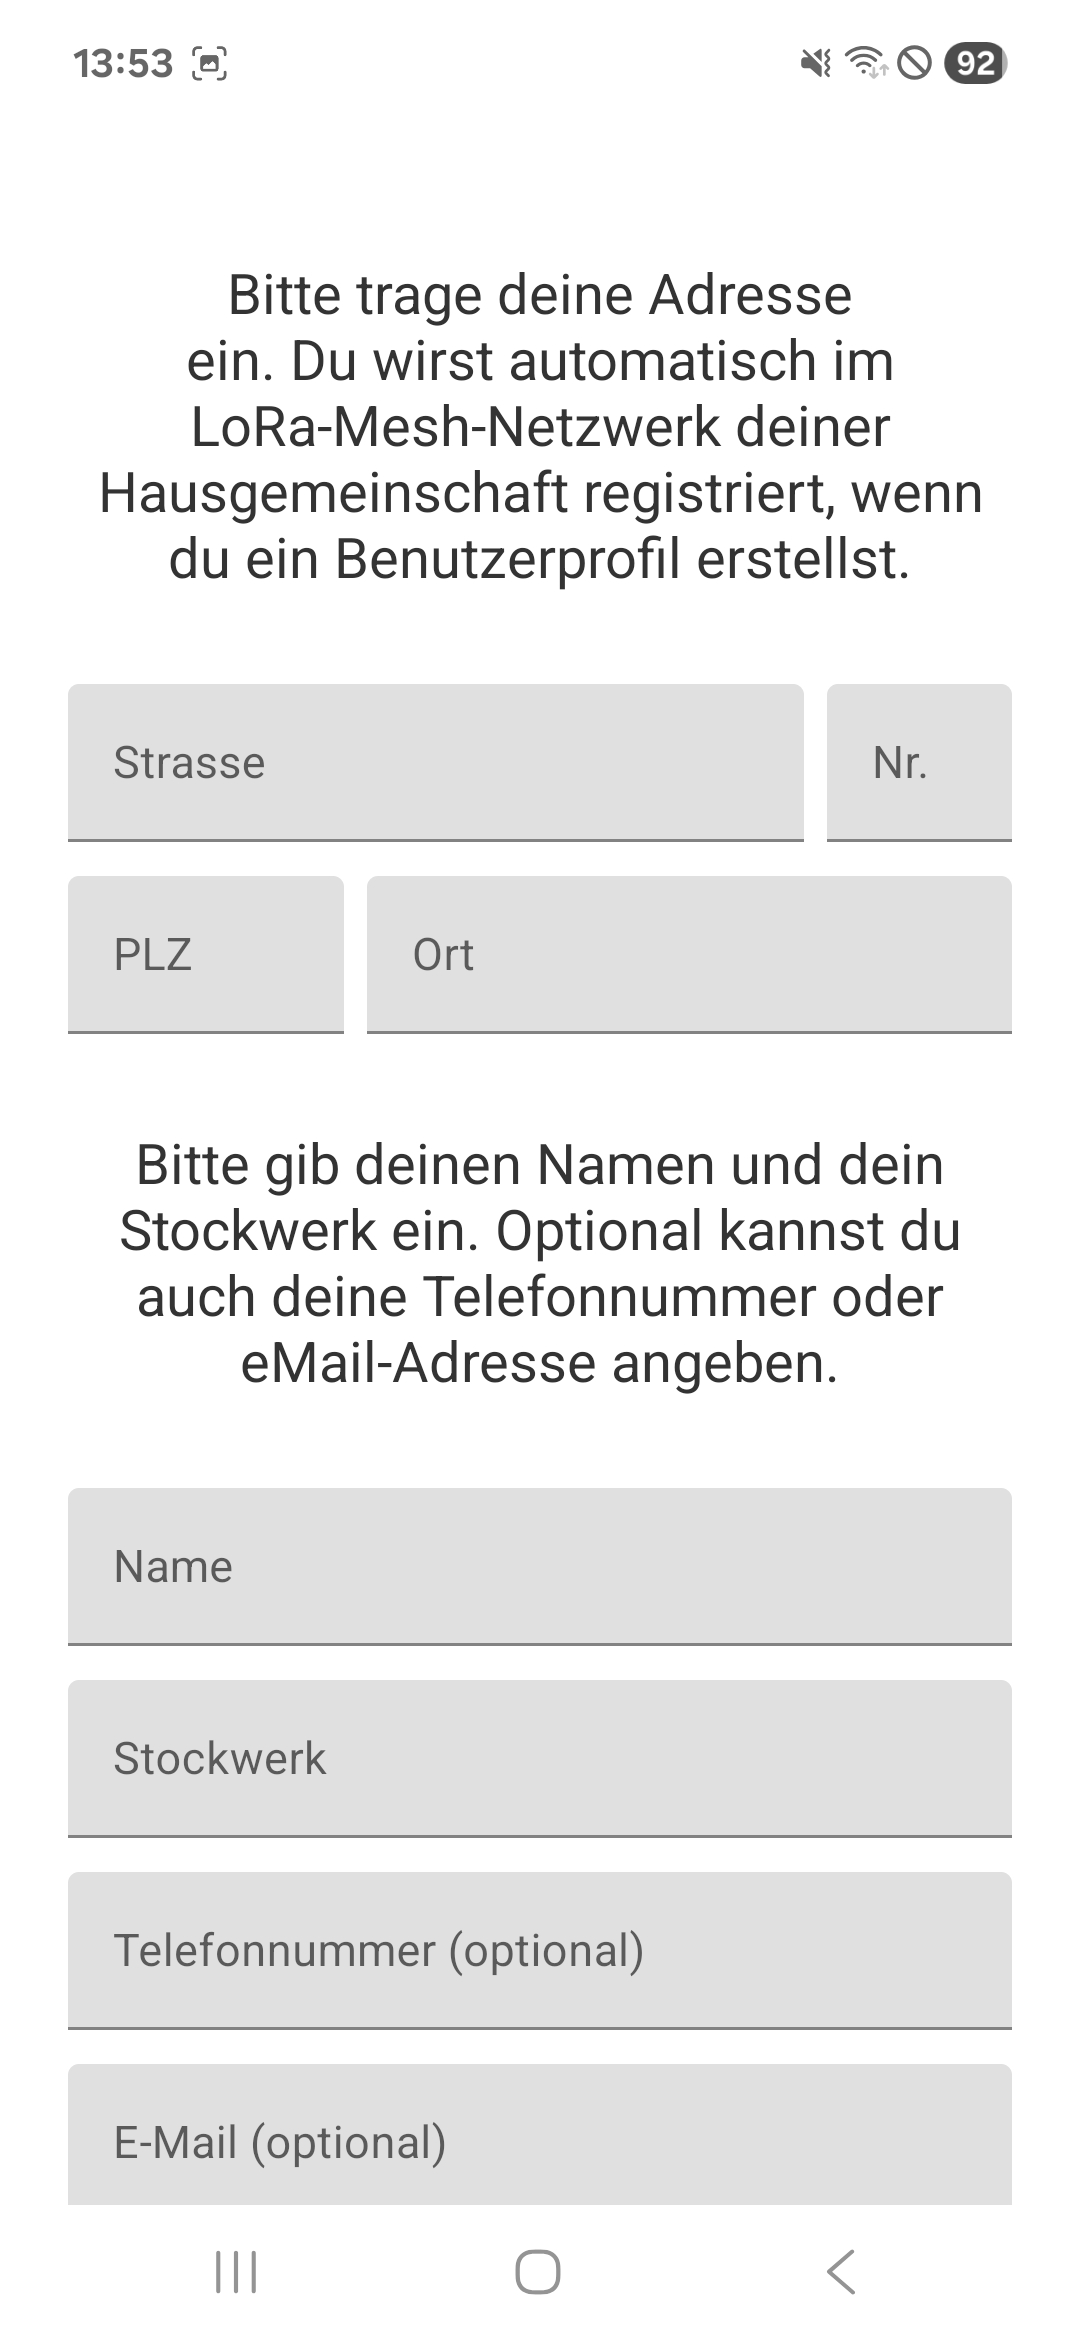 13:53
92
Bitte trage deine Adresse
ein. Du wirst automatisch im
LoRa-Mesh-Netzwerk deiner
Hausgemeinschaft registriert, wenn
du ein Benutzerprofil erstellst.
Strasse
Nr.
PLZ
Ort
Bitte gib deinen Namen und dein
Stockwerk ein. Optional kannst du
auch deine Telefonnummer oder
eMail-Adresse angeben.
Name
Stockwerk
Telefonnummer (optional)
E-Mail (optional)